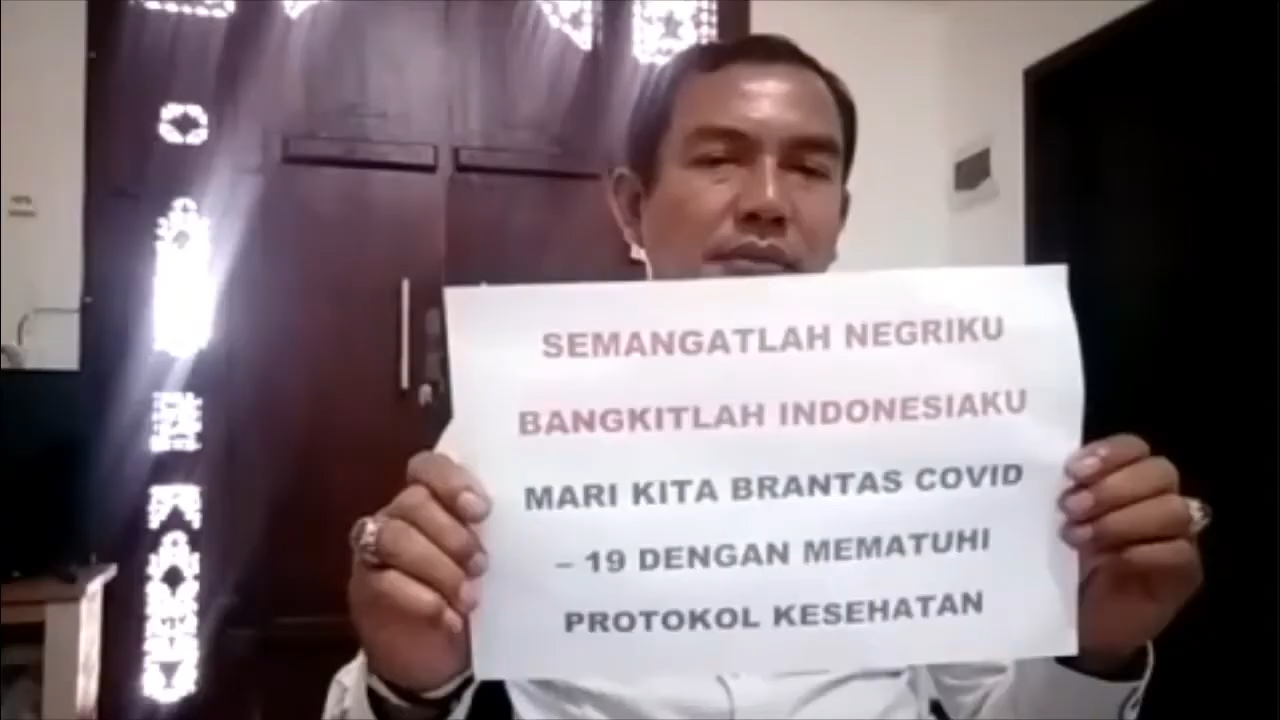 SEMANGATLAH NEGRIKU
BANGKITLAH INDONESIAKU
MARI KITA BRANTAS COVID
– 19 DENGAN MEMATUHI
PROTOKOL KESEHATAN